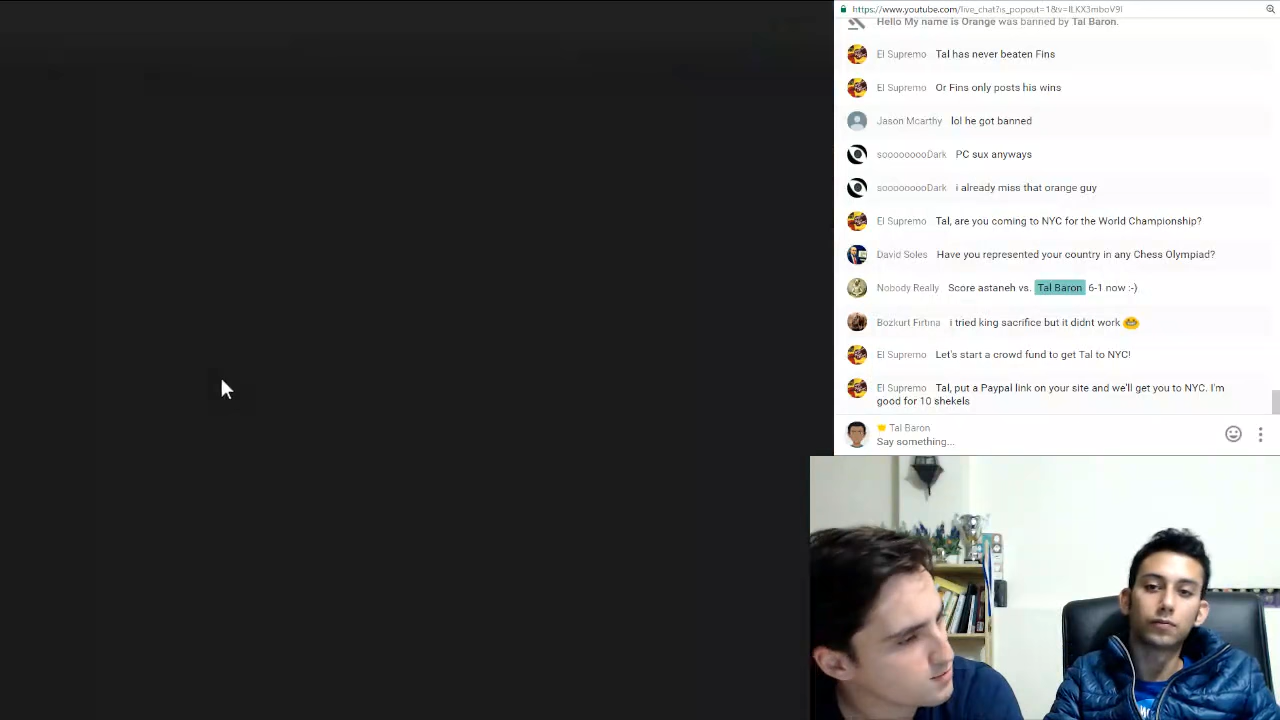 https://www.youtube.com/live_chat?is_popout=1&v=ILKX3mboV9I
Hello My name is Orange was banned by Tal Baron.
El Supremo Tal has never beaten Fins
El Supremo Or Fins only posts his wins
Jason Mcarthy lol he got banned
soooooooDark PC sux anyways
soooooooDark i already miss that orange guy
El Supremo Tal, are you coming to NYC for the World Championship?
David Soles Have you represented your country in any Chess Olympiad?
Nobody Really Score astaneh vs. Tal Baron 6-1 now :-)
Bozkurt Fırtına i tried king sacrifice but it didnt work
El Supremo Let's start a crowd fund to get Tal to NYC!
El Supremo Tal, put a Paypal link on your site and we'll get you to NYC. I'm
good for 10 shekels
Tal Baron
Say something...